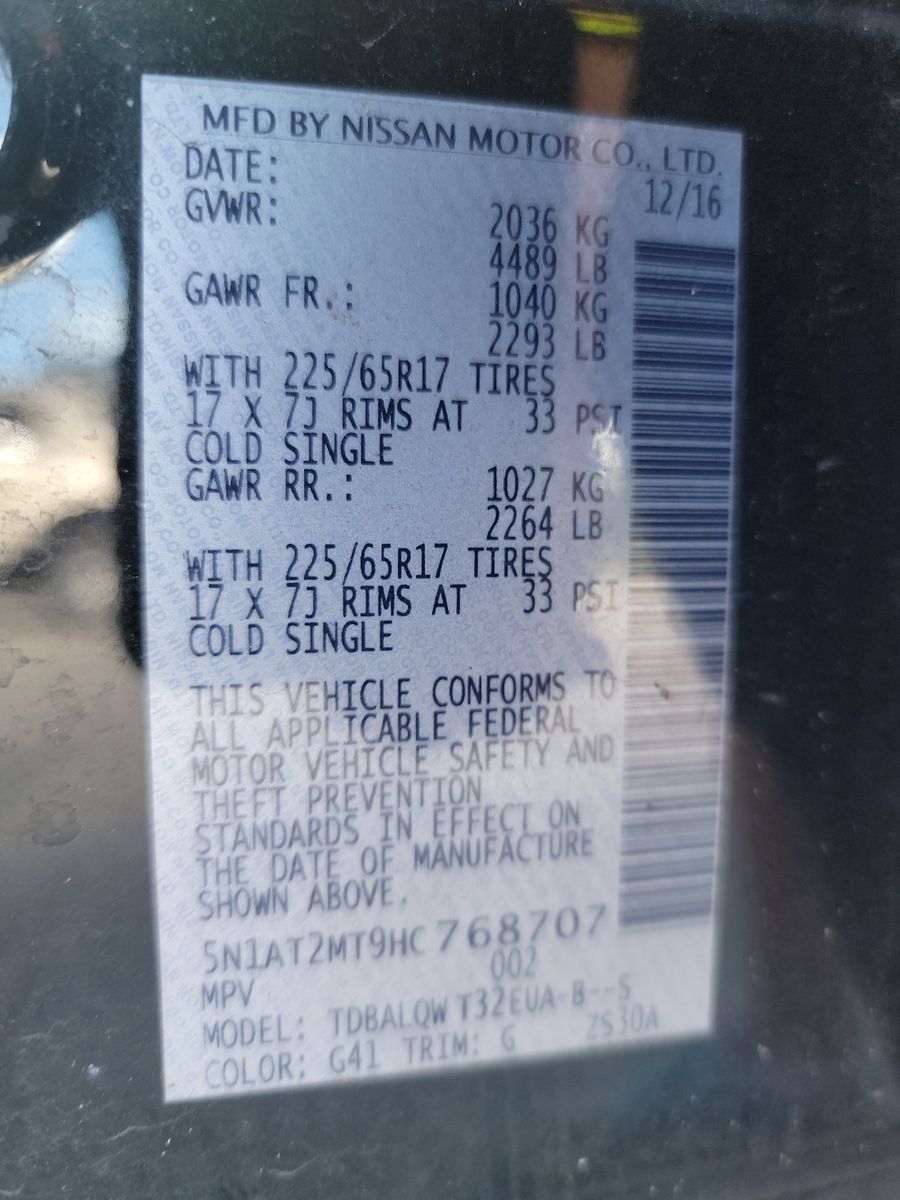 MFD BY NISSAN MOTOR CO., LTD.
DATE: 12/16
GVWR: 2036 KG
4489 LB
GAWR FR.: 1040 KG
2293 LB
WITH 225/65R17 TIRES
17 X 7J RIMS AT 33 PSI
COLD SINGLE
GAWR RR.: 1027 KG
2264 LB
WITH 225/65R17 TIRES
17 X 7J RIMS AT 33 PSI
COLD SINGLE
THIS VEHICLE CONFORMS TO
ALL APPLICABLE FEDERAL
MOTOR VEHICLE SAFETY AND
THEFT PREVENTION
STANDARDS IN EFFECT ON
THE DATE OF MANUFACTURE
SHOWN ABOVE.
5N1AT2MT9HC 768707
002
MPV
MODEL: TDBALQW T32EUA-B--S
COLOR: G41 TRIM: G ZS30A